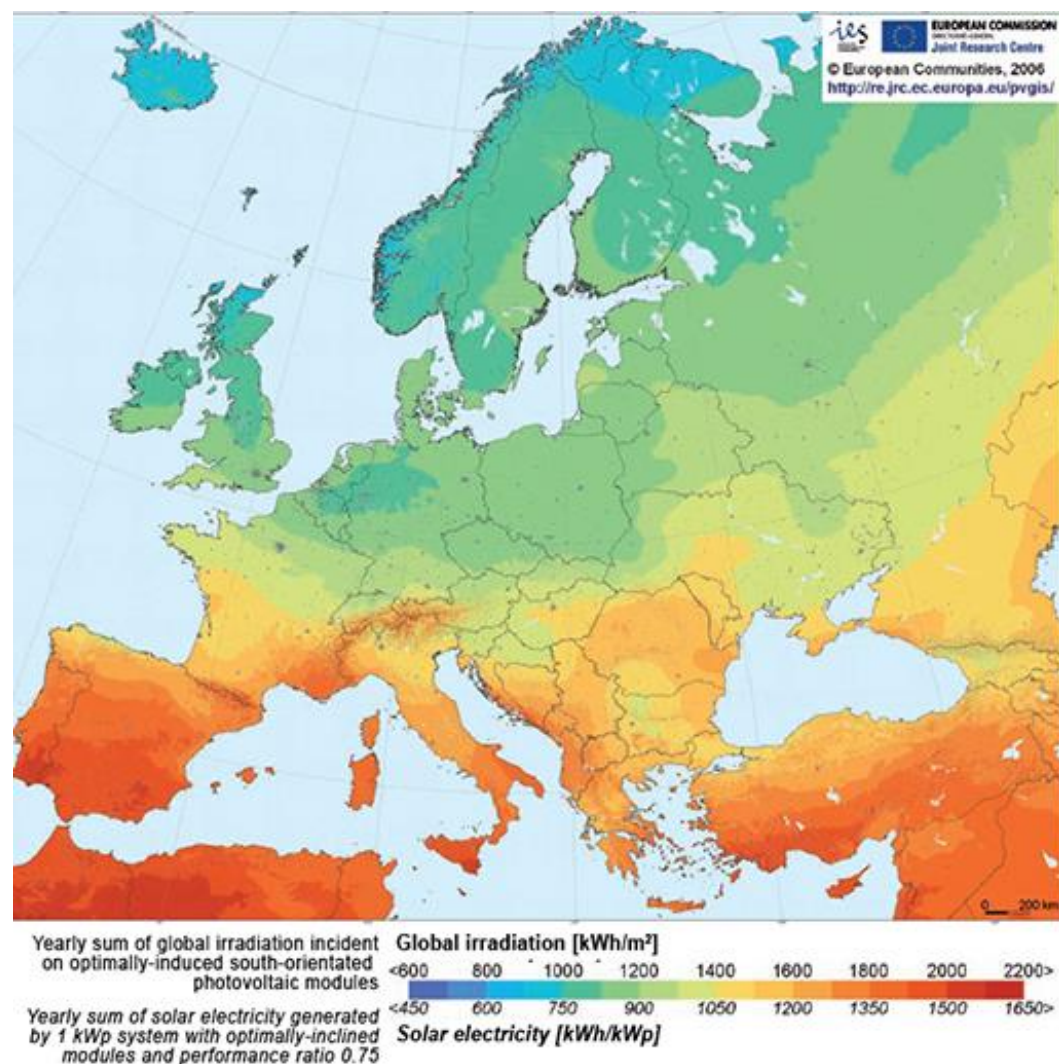 ies
EUROPEAN COMMISSION
DIRECTORATE-GENERAL
Joint Research Centre
© European Communities, 2006
http://re.jrc.ec.europa.eu/pvgis/
0 200 km
Yearly sum of global irradiation incident
on optimally-induced south-orientated
photovoltaic modules
Yearly sum of solar electricity generated
by 1 kWp system with optimally-inclined
modules and performance ratio 0.75
Global irradiation [kWh/m²]
<600 800 1000 1200 1400 1600 1800 2000 2200>
<450 600 750 900 1050 1200 1350 1500 1650>
Solar electricity [kWh/kWp]